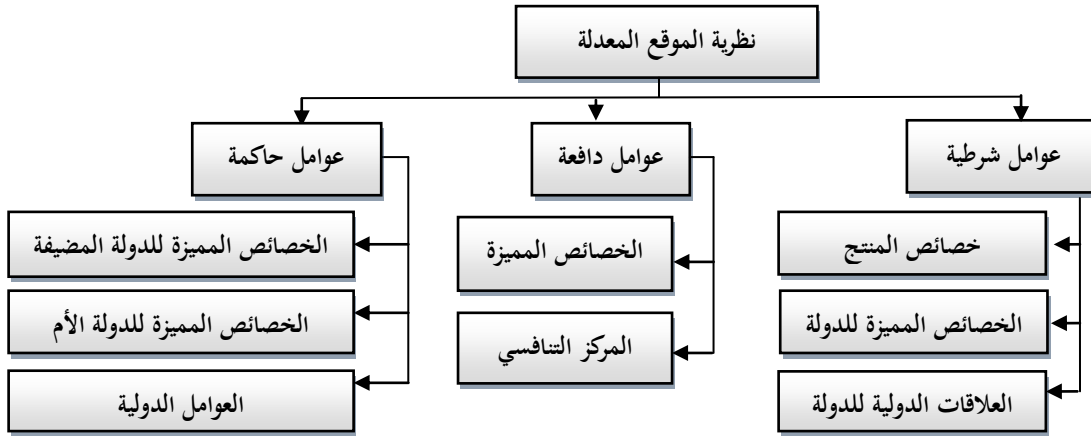 نظرية الموقع المعدلة
عوامل شرطية
عوامل دافعة
عوامل حاكمة
خصائص المنتج
الخصائص المميزة للدولة
العلاقات الدولية للدولة
الخصائص المميزة
المركز التنافسي
الخصائص المميزة للدولة المضيفة
الخصائص المميزة للدولة الأم
العوامل الدولية